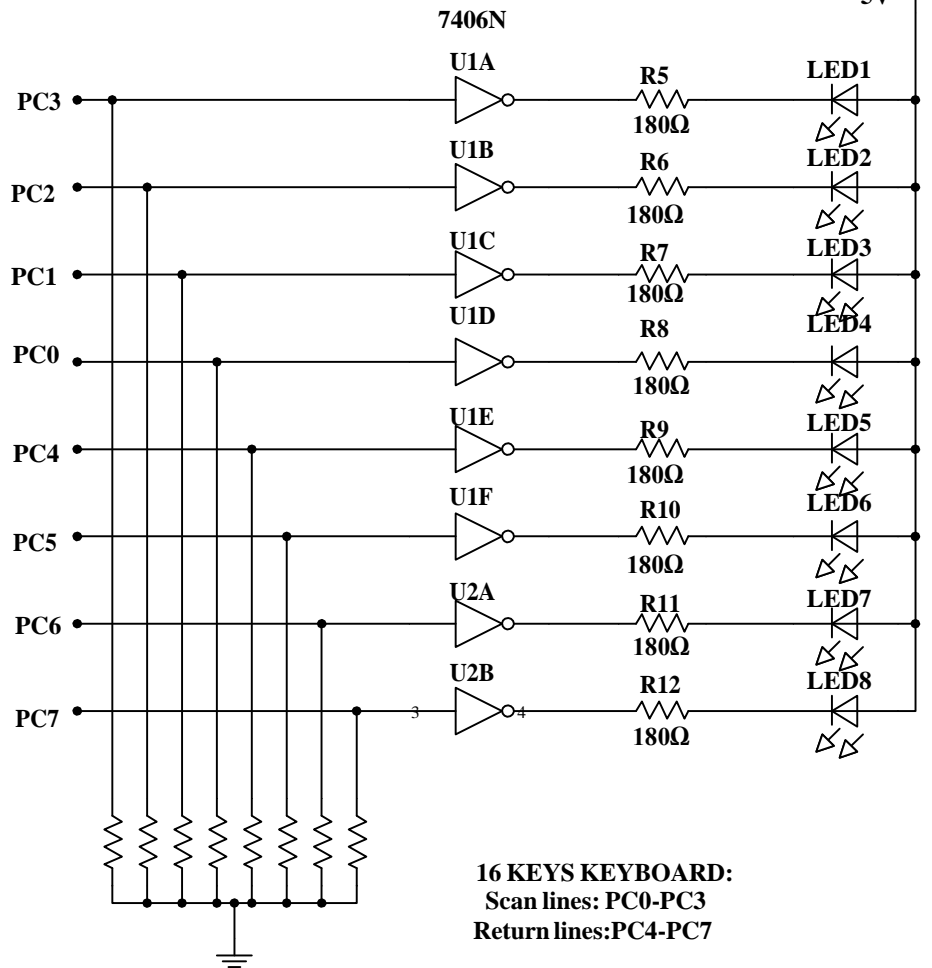 5V
7406N
U1A
R5
LED1
PC3
180Ω
U1B
R6
LED2
PC2
180Ω
U1C
R7
LED3
PC1
180Ω
U1D
R8
LED4
PC0
180Ω
U1E
R9
LED5
PC4
180Ω
U1F
R10
LED6
PC5
180Ω
U2A
R11
LED7
PC6
180Ω
U2B
R12
LED8
PC7
3
4
180Ω
16 KEYS KEYBOARD:
Scan lines: PC0-PC3
Return lines:PC4-PC7